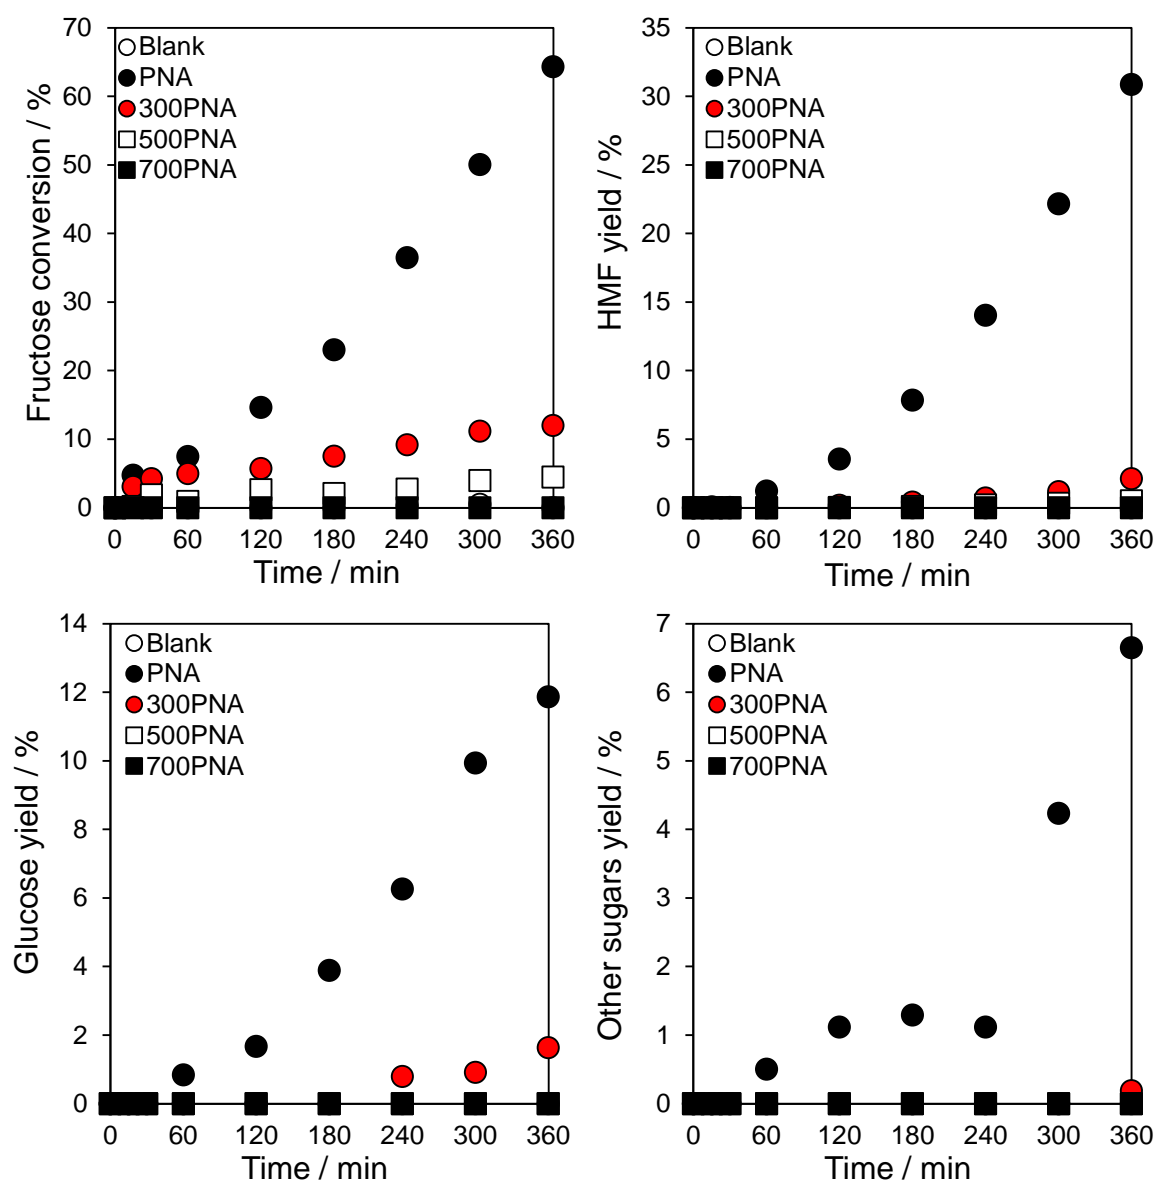 Fructose conversion / %
70
60
50
40
30
20
10
0
Blank
PNA
300PNA
500PNA
700PNA
0 60 120 180 240 300 360
Time / min
HMF yield / %
35
30
25
20
15
10
5
0
Blank
PNA
300PNA
500PNA
700PNA
0 60 120 180 240 300 360
Time / min
Glucose yield / %
14
12
10
8
6
4
2
0
Blank
PNA
300PNA
500PNA
700PNA
0 60 120 180 240 300 360
Time / min
Other sugars yield / %
7
6
5
4
3
2
1
0
Blank
PNA
300PNA
500PNA
700PNA
0 60 120 180 240 300 360
Time / min